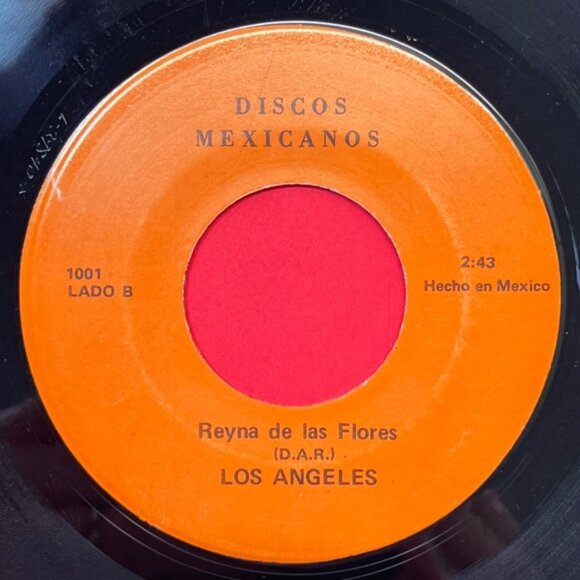 DISCOS
MEXICANOS
1001
LADO B
2:43
Hecho en Mexico
Reyna de las Flores
(D.A.R.)
LOS ANGELES